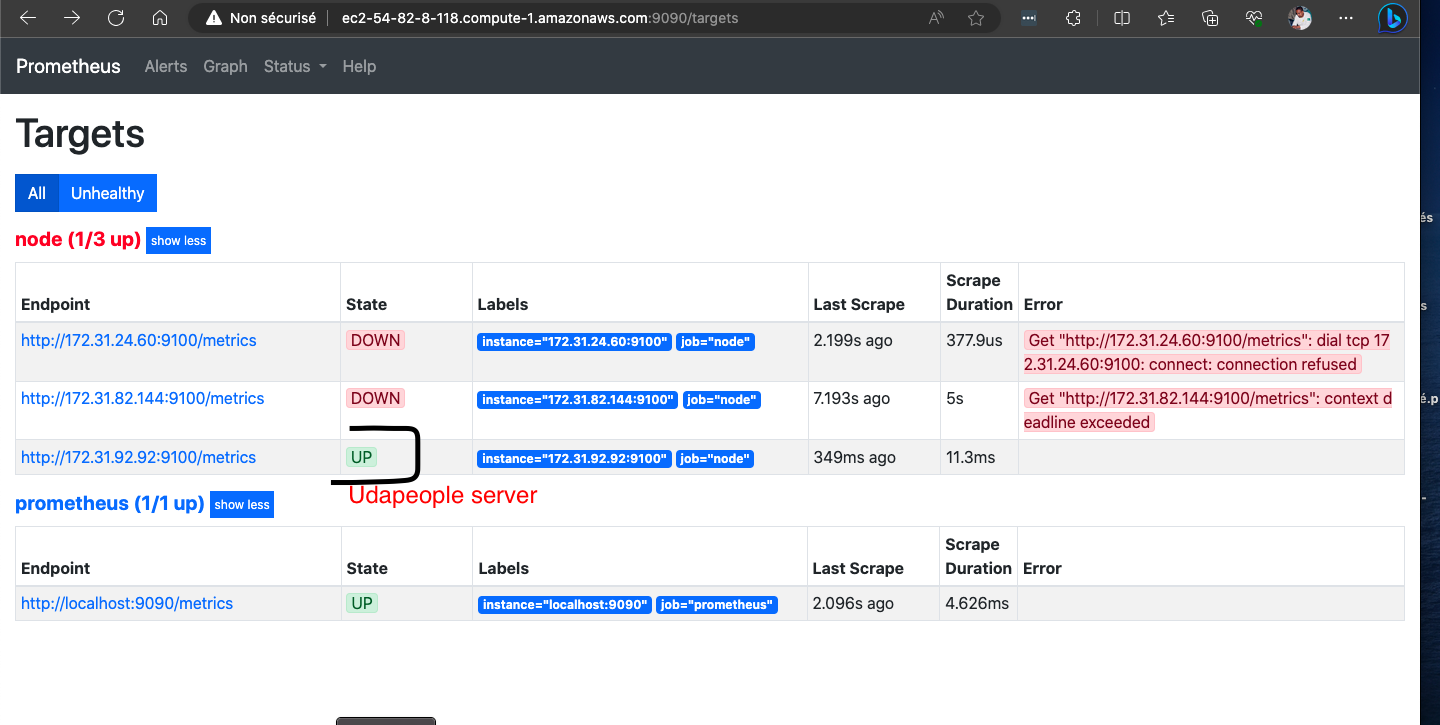 Non sécurisé ec2-54-82-8-118.compute-1.amazonaws.com:9090/targets
Prometheus Alerts Graph Status Help
Targets
All Unhealthy
node (1/3 up) show less
Endpoint State Labels Last Scrape Scrape Duration Error
http://172.31.24.60:9100/metrics DOWN instance="172.31.24.60:9100" job="node" 2.199s ago 377.9us Get "http://172.31.24.60:9100/metrics": dial tcp 17
2.31.24.60:9100: connect: connection refused
http://172.31.82.144:9100/metrics DOWN instance="172.31.82.144:9100" job="node" 7.193s ago 5s Get "http://172.31.82.144:9100/metrics": context d
eadline exceeded
http://172.31.92.92:9100/metrics UP instance="172.31.92.92:9100" job="node" 349ms ago 11.3ms
Udapeople server
prometheus (1/1 up) show less
Endpoint State Labels Last Scrape Scrape Duration Error
http://localhost:9090/metrics UP instance="localhost:9090" job="prometheus" 2.096s ago 4.626ms